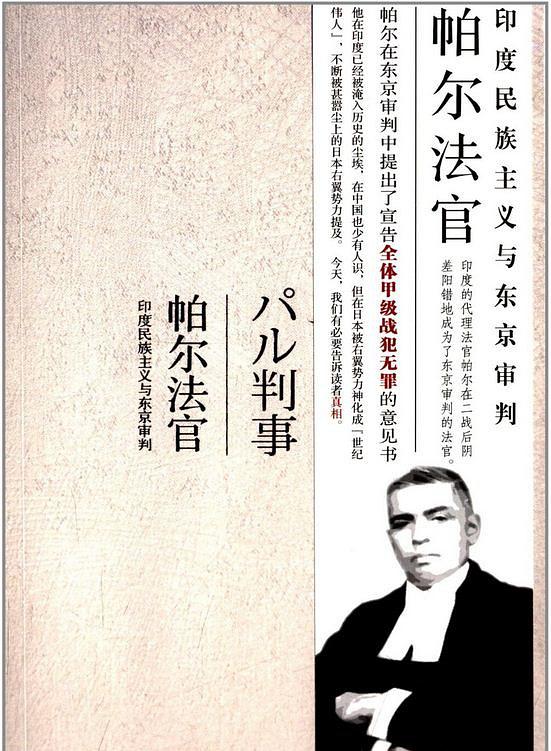 印度民族主义与东京审判
帕尔法官
印度的代理法官帕尔在二战后阴
差阳错地成为了东京审判的法官。
帕尔在东京审判中提出了宣告全体甲级战犯无罪的意见书
他在印度已经被淹入历史的尘埃，在中国也少有人识，但在日本被右翼势力神化成「世纪
伟人」，不断被甚嚣尘上的日本右翼势力提及。今天，我们有必要告诉读者真相。
パル判事
帕尔法官
印度民族主义与东京审判